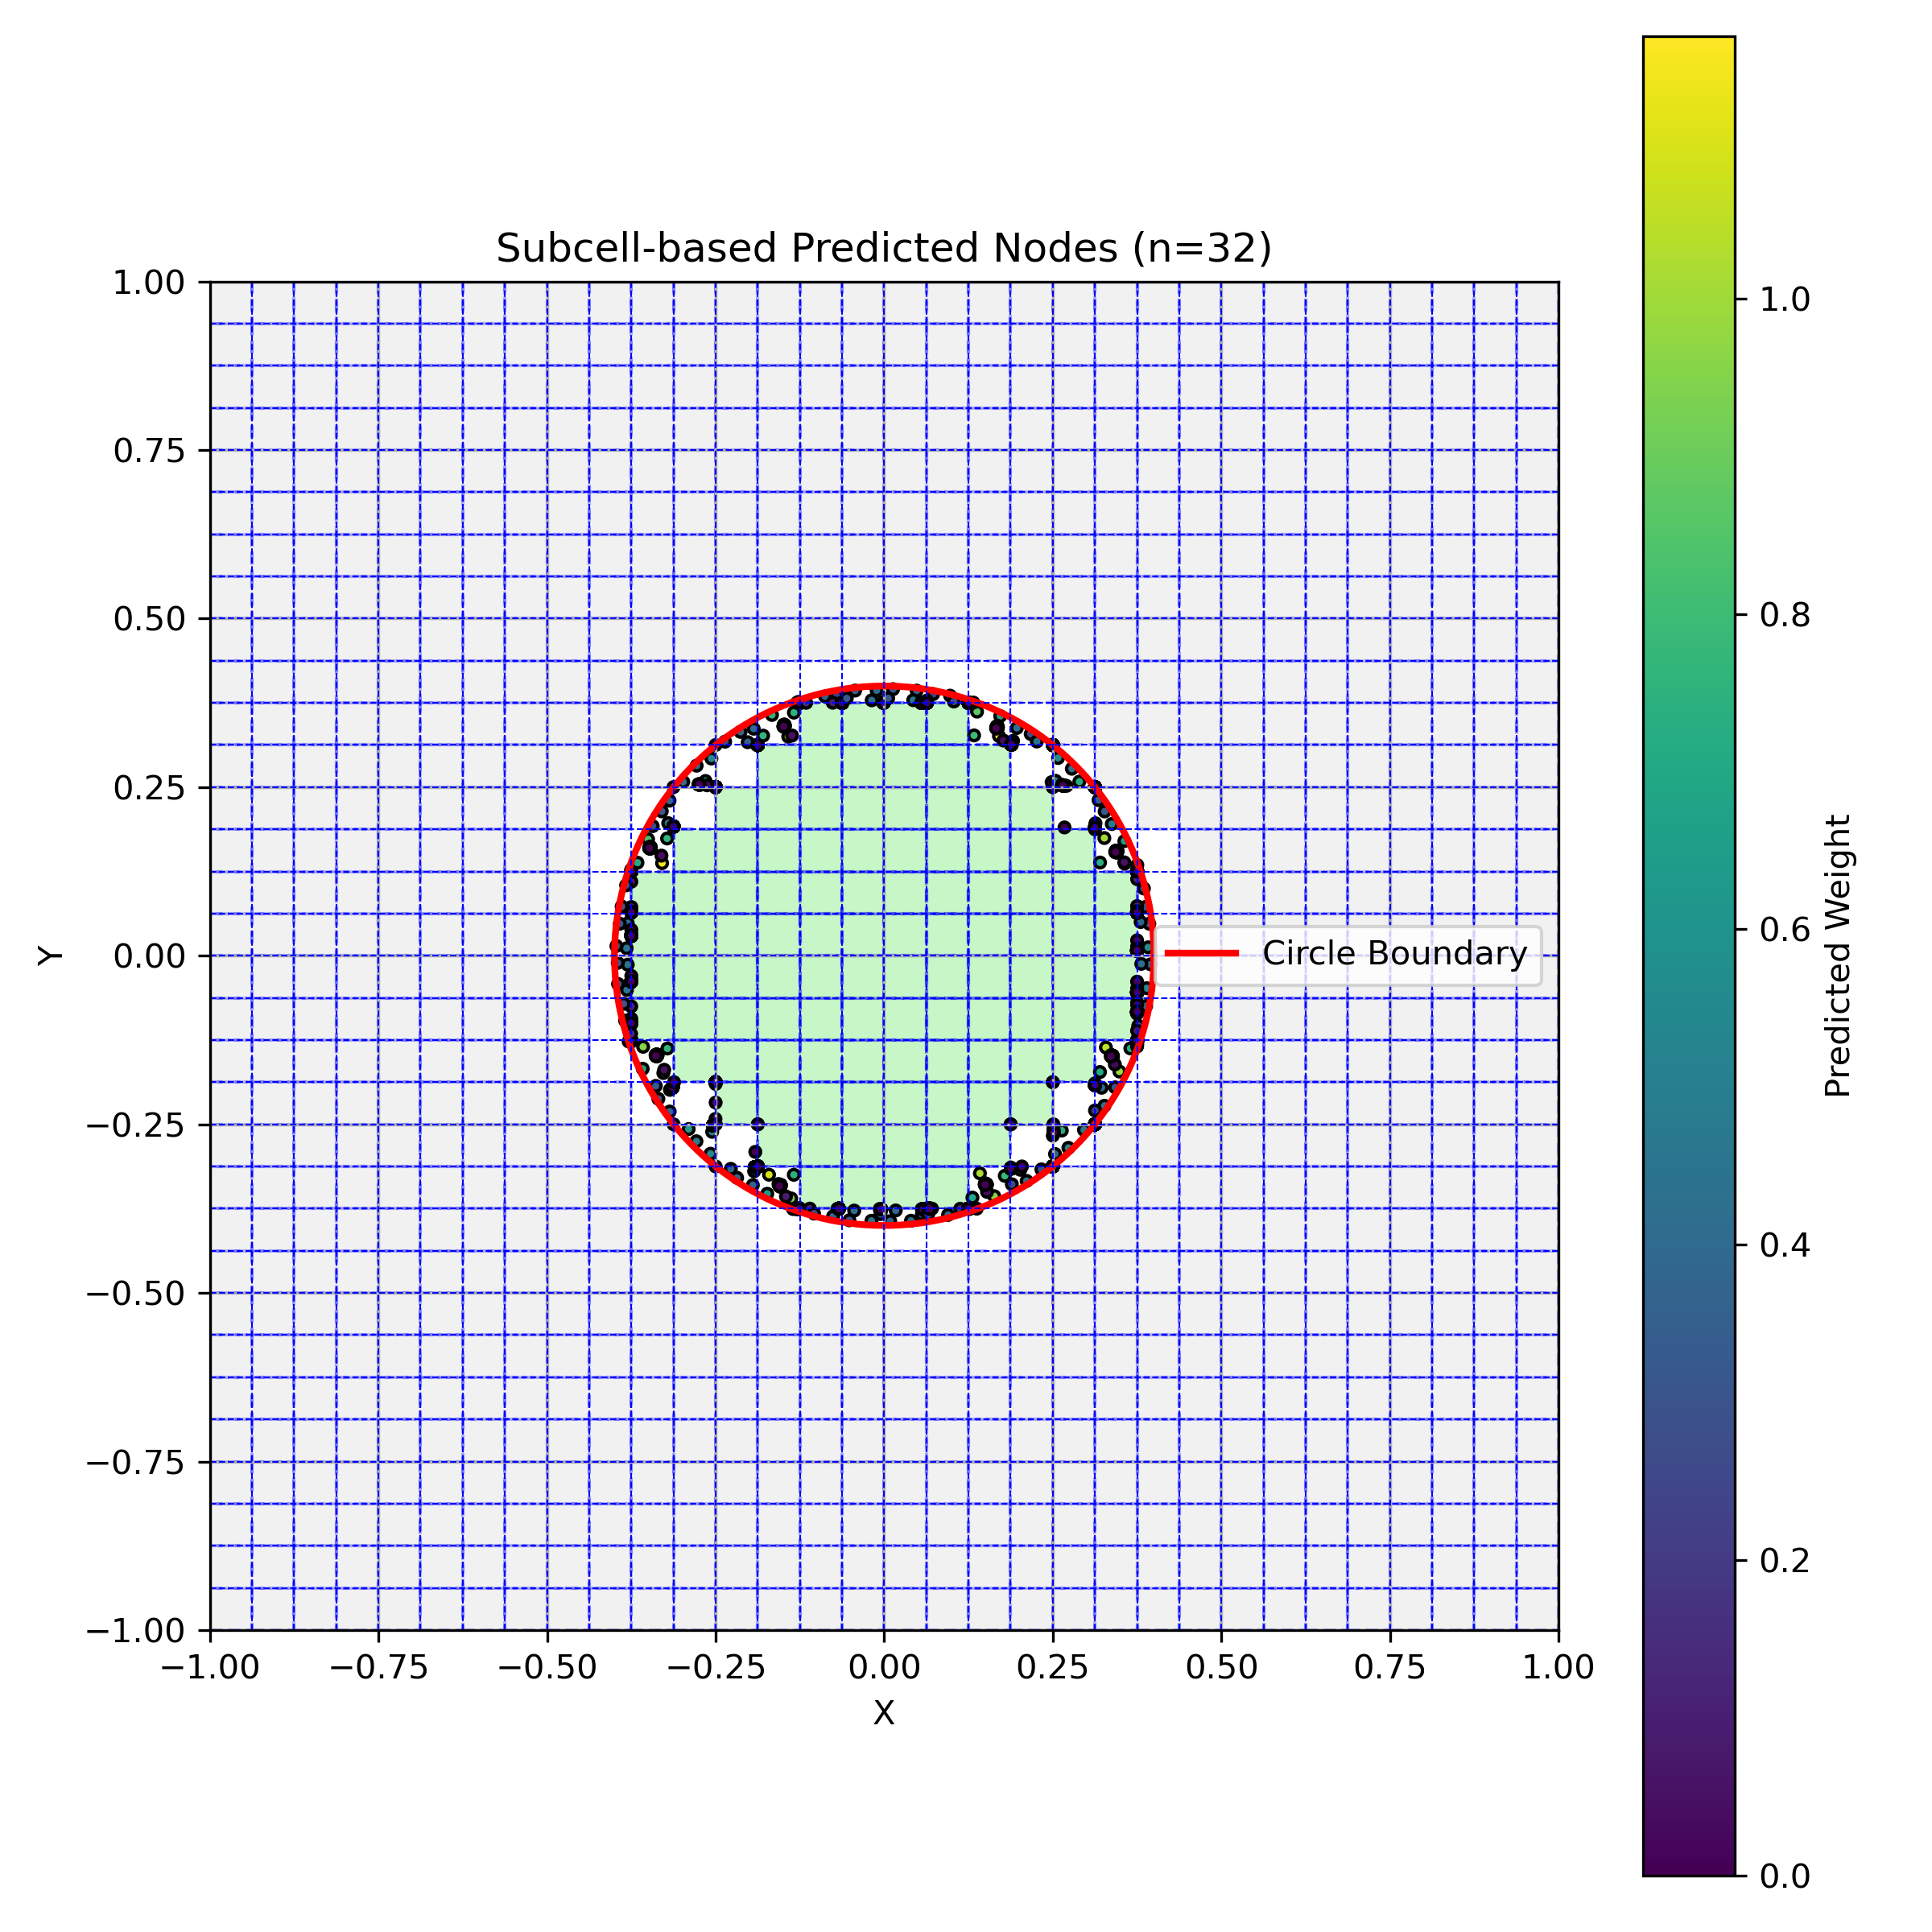 Subcell-based Predicted Nodes (n=32)
1.00
0.75
0.50
0.25
0.00
−0.25
−0.50
−0.75
−1.00
Y
−1.00 −0.75 −0.50 −0.25 0.00 0.25 0.50 0.75 1.00
X
Circle Boundary
1.0
0.8
0.6
0.4
0.2
0.0
Predicted Weight